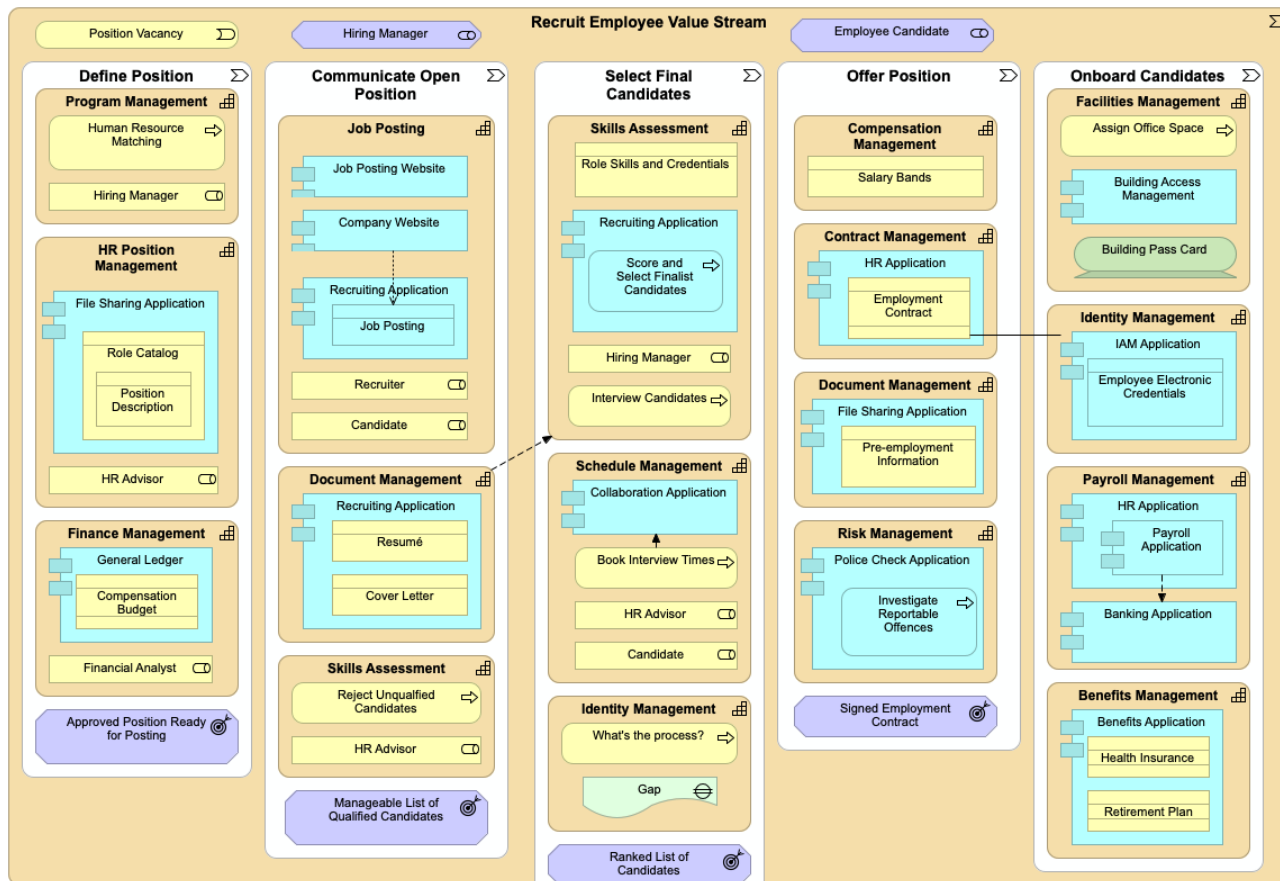 Recruit Employee Value Stream
Position Vacancy
Hiring Manager
Employee Candidate
Define Position
Program Management
Human Resource
Matching
Hiring Manager
HR Position
Management
File Sharing Application
Role Catalog
Position
Description
HR Advisor
Finance Management
General Ledger
Compensation
Budget
Financial Analyst
Approved Position Ready
for Posting
Communicate Open
Position
Job Posting
Job Posting Website
Company Website
Recruiting Application
Job Posting
Recruiter
Candidate
Document Management
Recruiting Application
Resumé
Cover Letter
Skills Assessment
Reject Unqualfied
Candidates
HR Advisor
Manageable List of
Qualified Candidates
Select Final
Candidates
Skills Assessment
Role Skills and Credentials
Recruiting Application
Score and
Select Finalist
Candidates
Hiring Manager
Interview Candidates
Schedule Management
Collaboration Application
Book Interview Times
HR Advisor
Candidate
Identity Management
What's the process?
Gap
Ranked List of
Candidates
Offer Position
Compensation
Management
Salary Bands
Contract Management
HR Application
Employment
Contract
Document Management
File Sharing Application
Pre-employment
Information
Risk Management
Police Check Application
Investigate
Reportable
Offences
Signed Employment
Contract
Onboard Candidates
Facilities Management
Assign Office Space
Building Access
Management
Building Pass Card
Identity Management
IAM Application
Employee Electronic
Credentials
Payroll Management
HR Application
Payroll
Application
Banking Application
Benefits Management
Benefits Application
Health Insurance
Retirement Plan